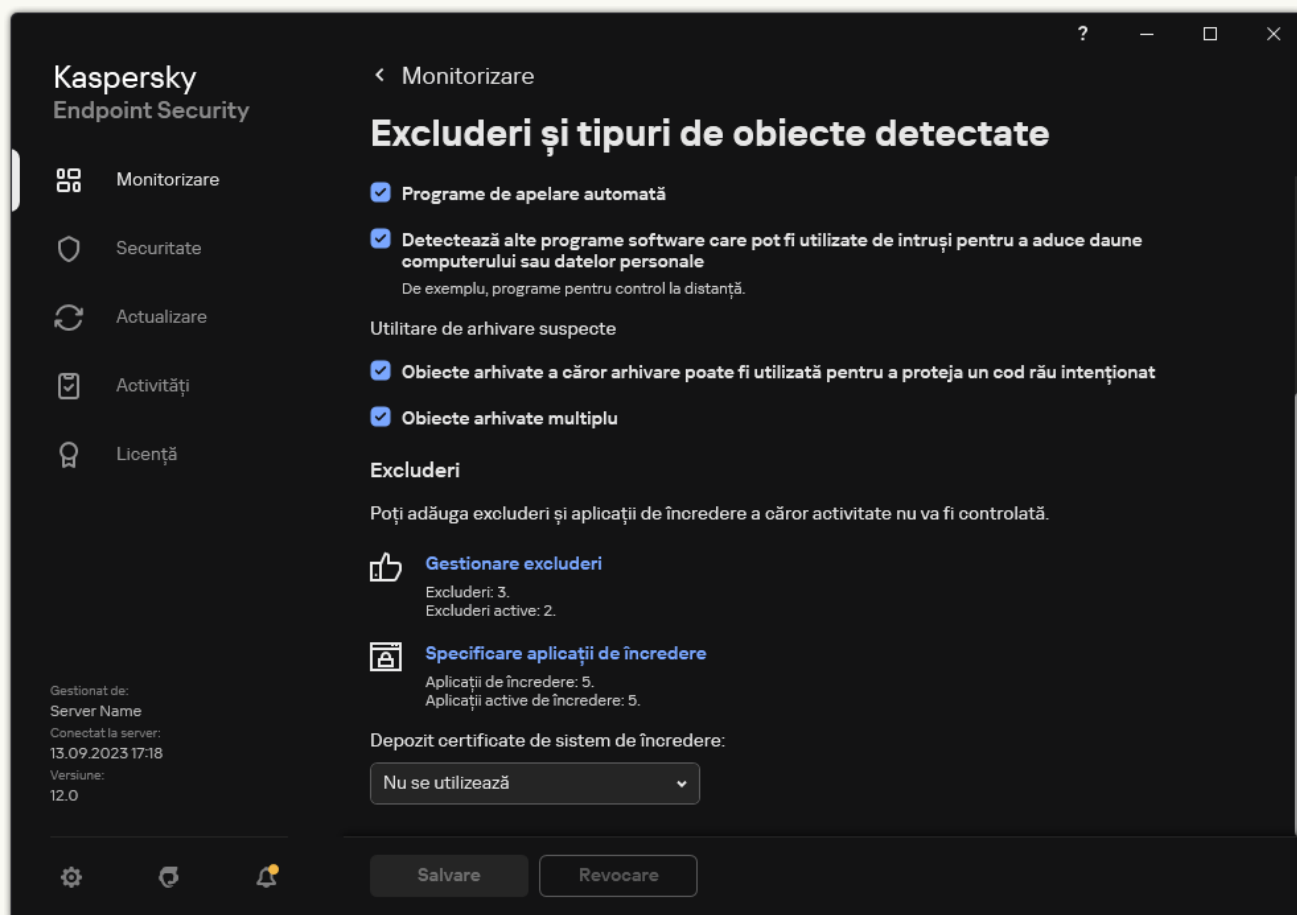 ?
Kaspersky
Endpoint Security
Monitorizare
Securitate
Actualizare
Activități
Licență
Gestionat de:
Server Name
Conectat la server:
13.09.2023 17:18
Versiune:
12.0
Monitorizare
Excluderi și tipuri de obiecte detectate
Programe de apelare automată
Detectează alte programe software care pot fi utilizate de intruși pentru a aduce daune
computerului sau datelor personale
De exemplu, programe pentru control la distanță.
Utilitare de arhivare suspecte
Obiecte arhivate a căror arhivare poate fi utilizată pentru a proteja un cod rău intenționat
Obiecte arhivate multiplu
Excluderi
Poți adăuga excluderi și aplicații de încredere a căror activitate nu va fi controlată.
Gestionare excluderi
Excluderi: 3.
Excluderi active: 2.
Specificare aplicații de încredere
Aplicații de încredere: 5.
Aplicații active de încredere: 5.
Depozit certificate de sistem de încredere:
Nu se utilizează
Salvare
Revocare